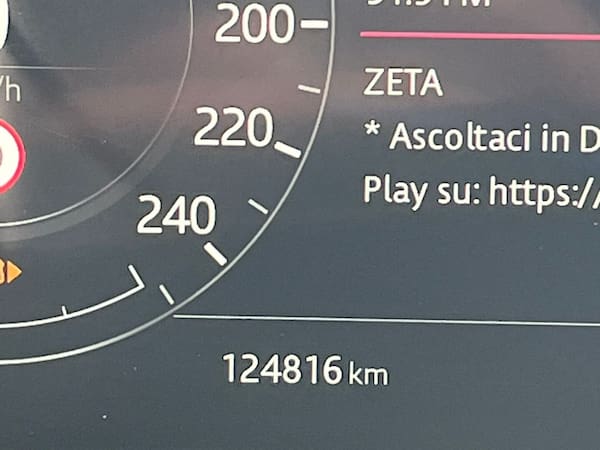 200
/h
ZETA
220
* Ascoltaci in D
Play su: https://
240
124816 km